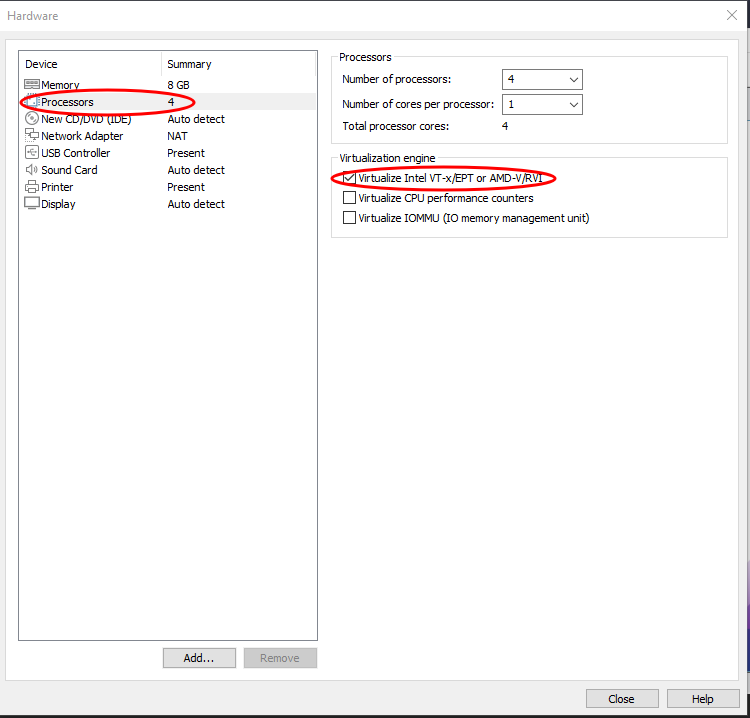 Hardware
Device Summary
Memory 8 GB
Processors 4
New CD/DVD (IDE) Auto detect
Network Adapter NAT
USB Controller Present
Sound Card Auto detect
Printer Present
Display Auto detect
Add... Remove
Processors
Number of processors: 4
Number of cores per processor: 1
Total processor cores: 4
Virtualization engine
Virtualize Intel VT-x/EPT or AMD-V/RVI
Virtualize CPU performance counters
Virtualize IOMMU (IO memory management unit)
Close Help